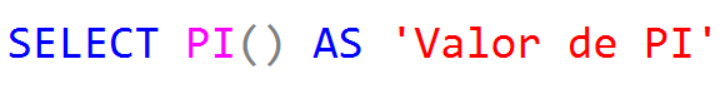 SELECT PI() AS 'Valor de PI'